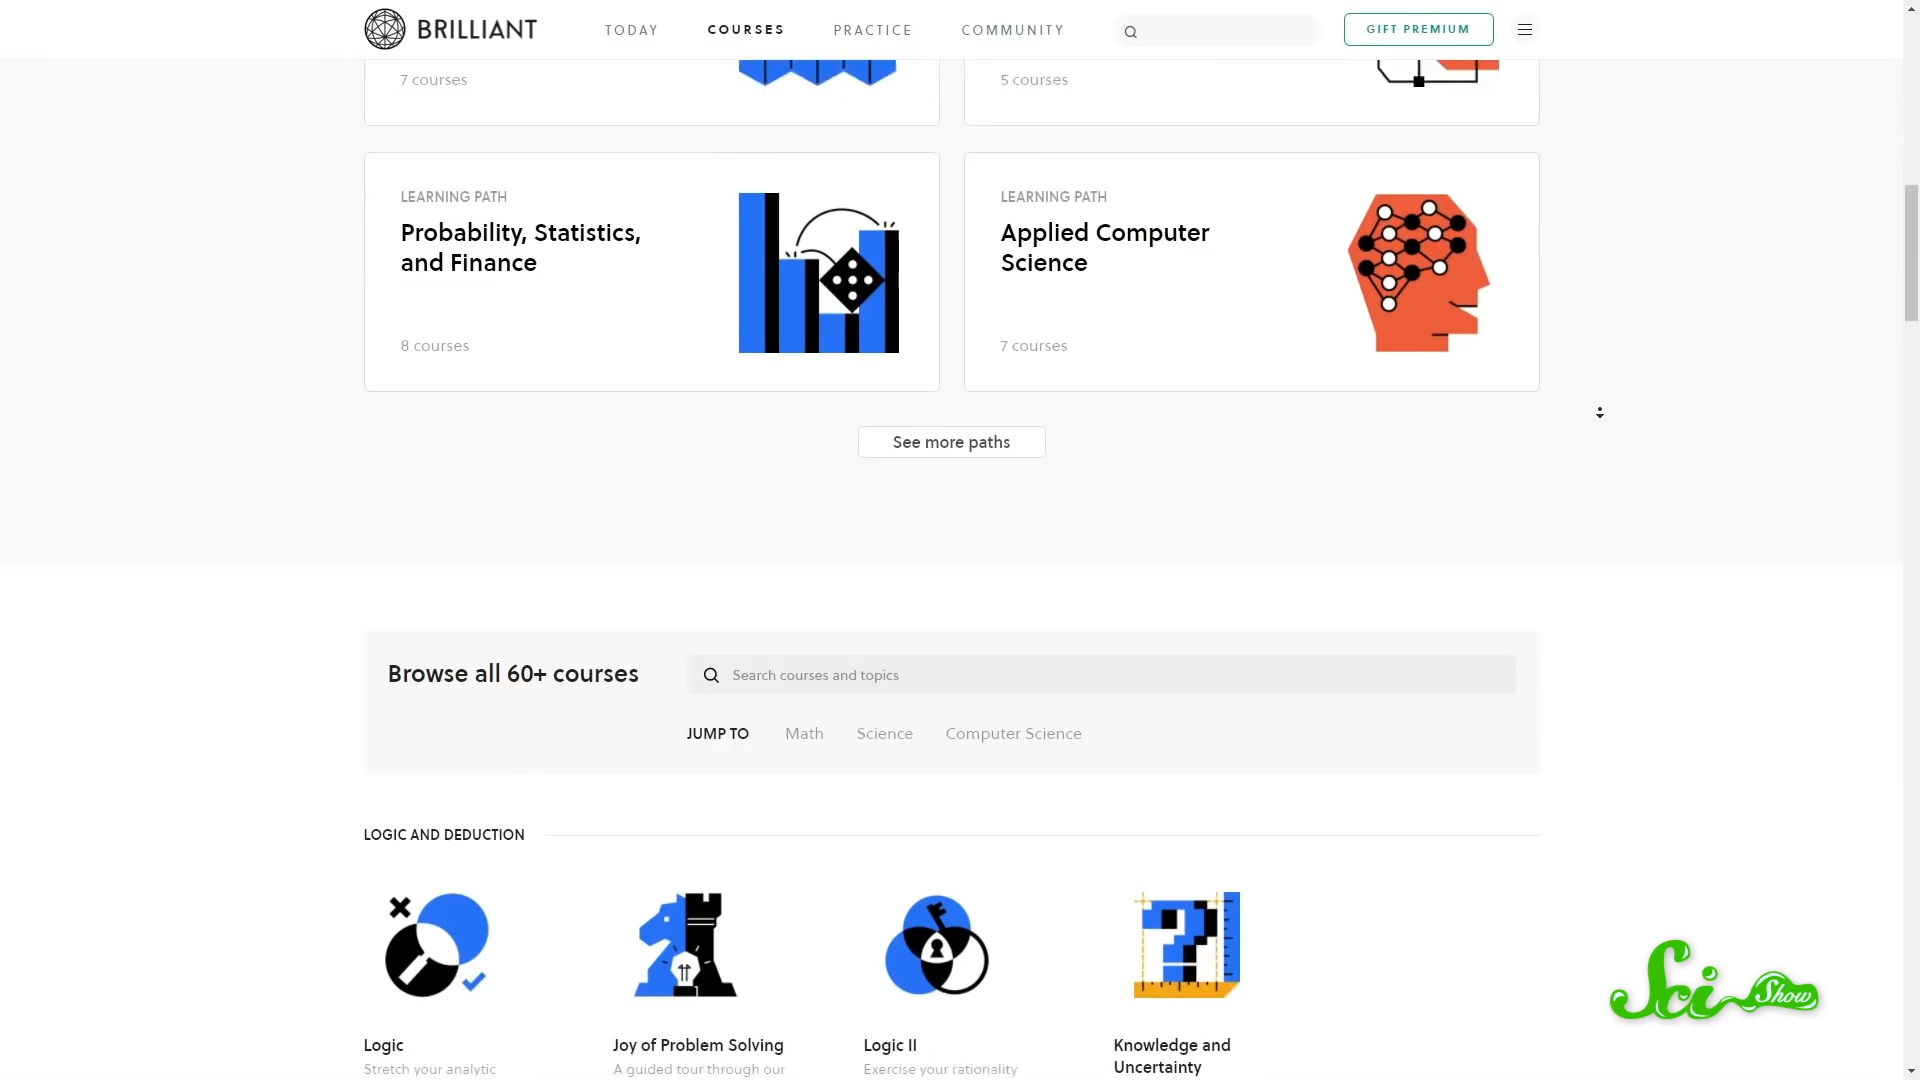 BRILLIANT TODAY COURSES PRACTICE COMMUNITY GIFT PREMIUM
7 courses
5 courses
LEARNING PATH
Probability, Statistics,
and Finance
8 courses
LEARNING PATH
Applied Computer
Science
7 courses
See more paths
Browse all 60+ courses
Search courses and topics
JUMP TO Math Science Computer Science
LOGIC AND DEDUCTION
Logic
Stretch your analytic
Joy of Problem Solving
A guided tour through our
Logic II
Exercise your rationality
Knowledge and
Uncertainty
Sci Show